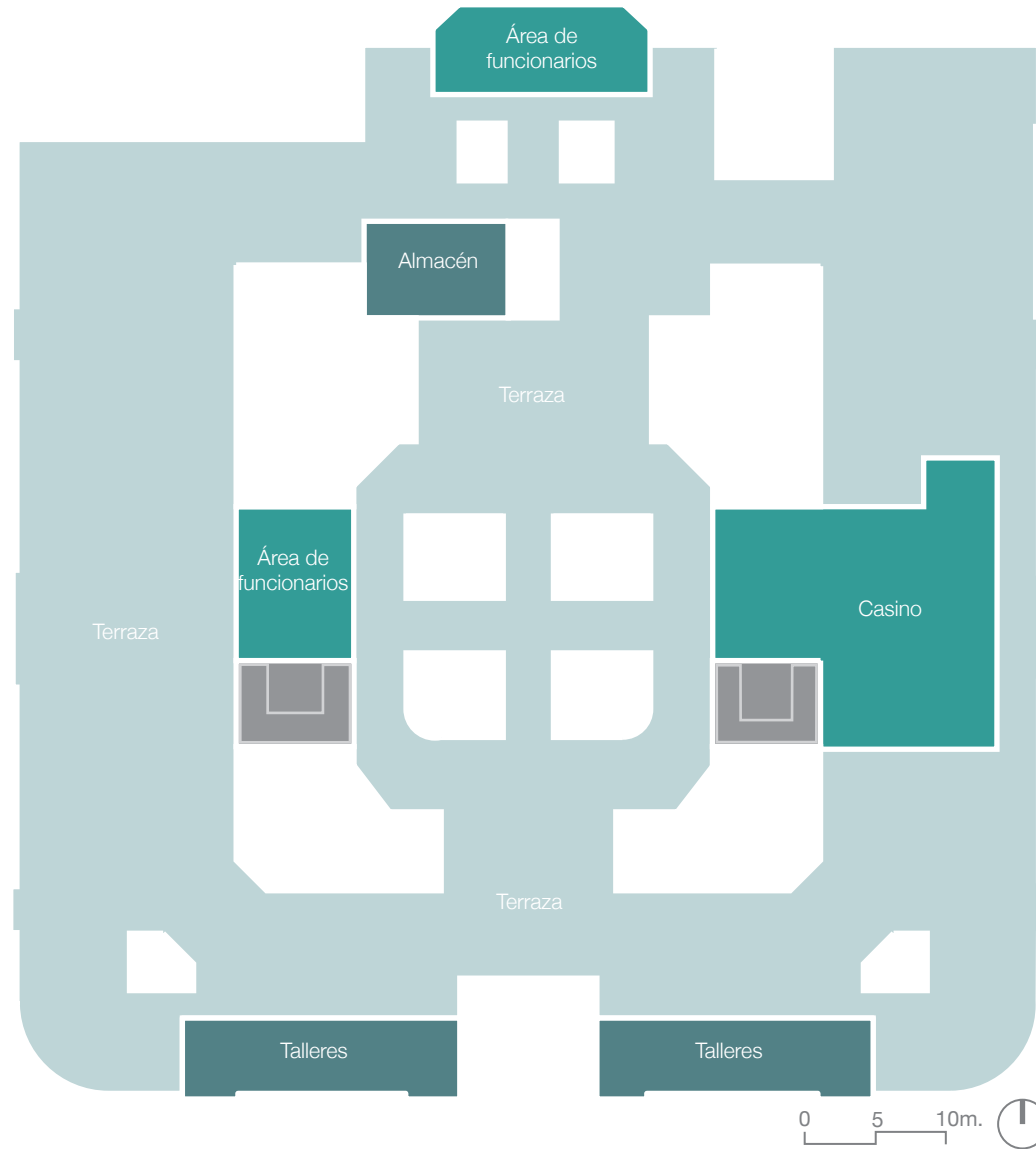 Área de
funcionarios
Almacén
Terraza
Área de
funcionarios
Casino
Terraza
Terraza
Talleres
Talleres
0 5 10m.